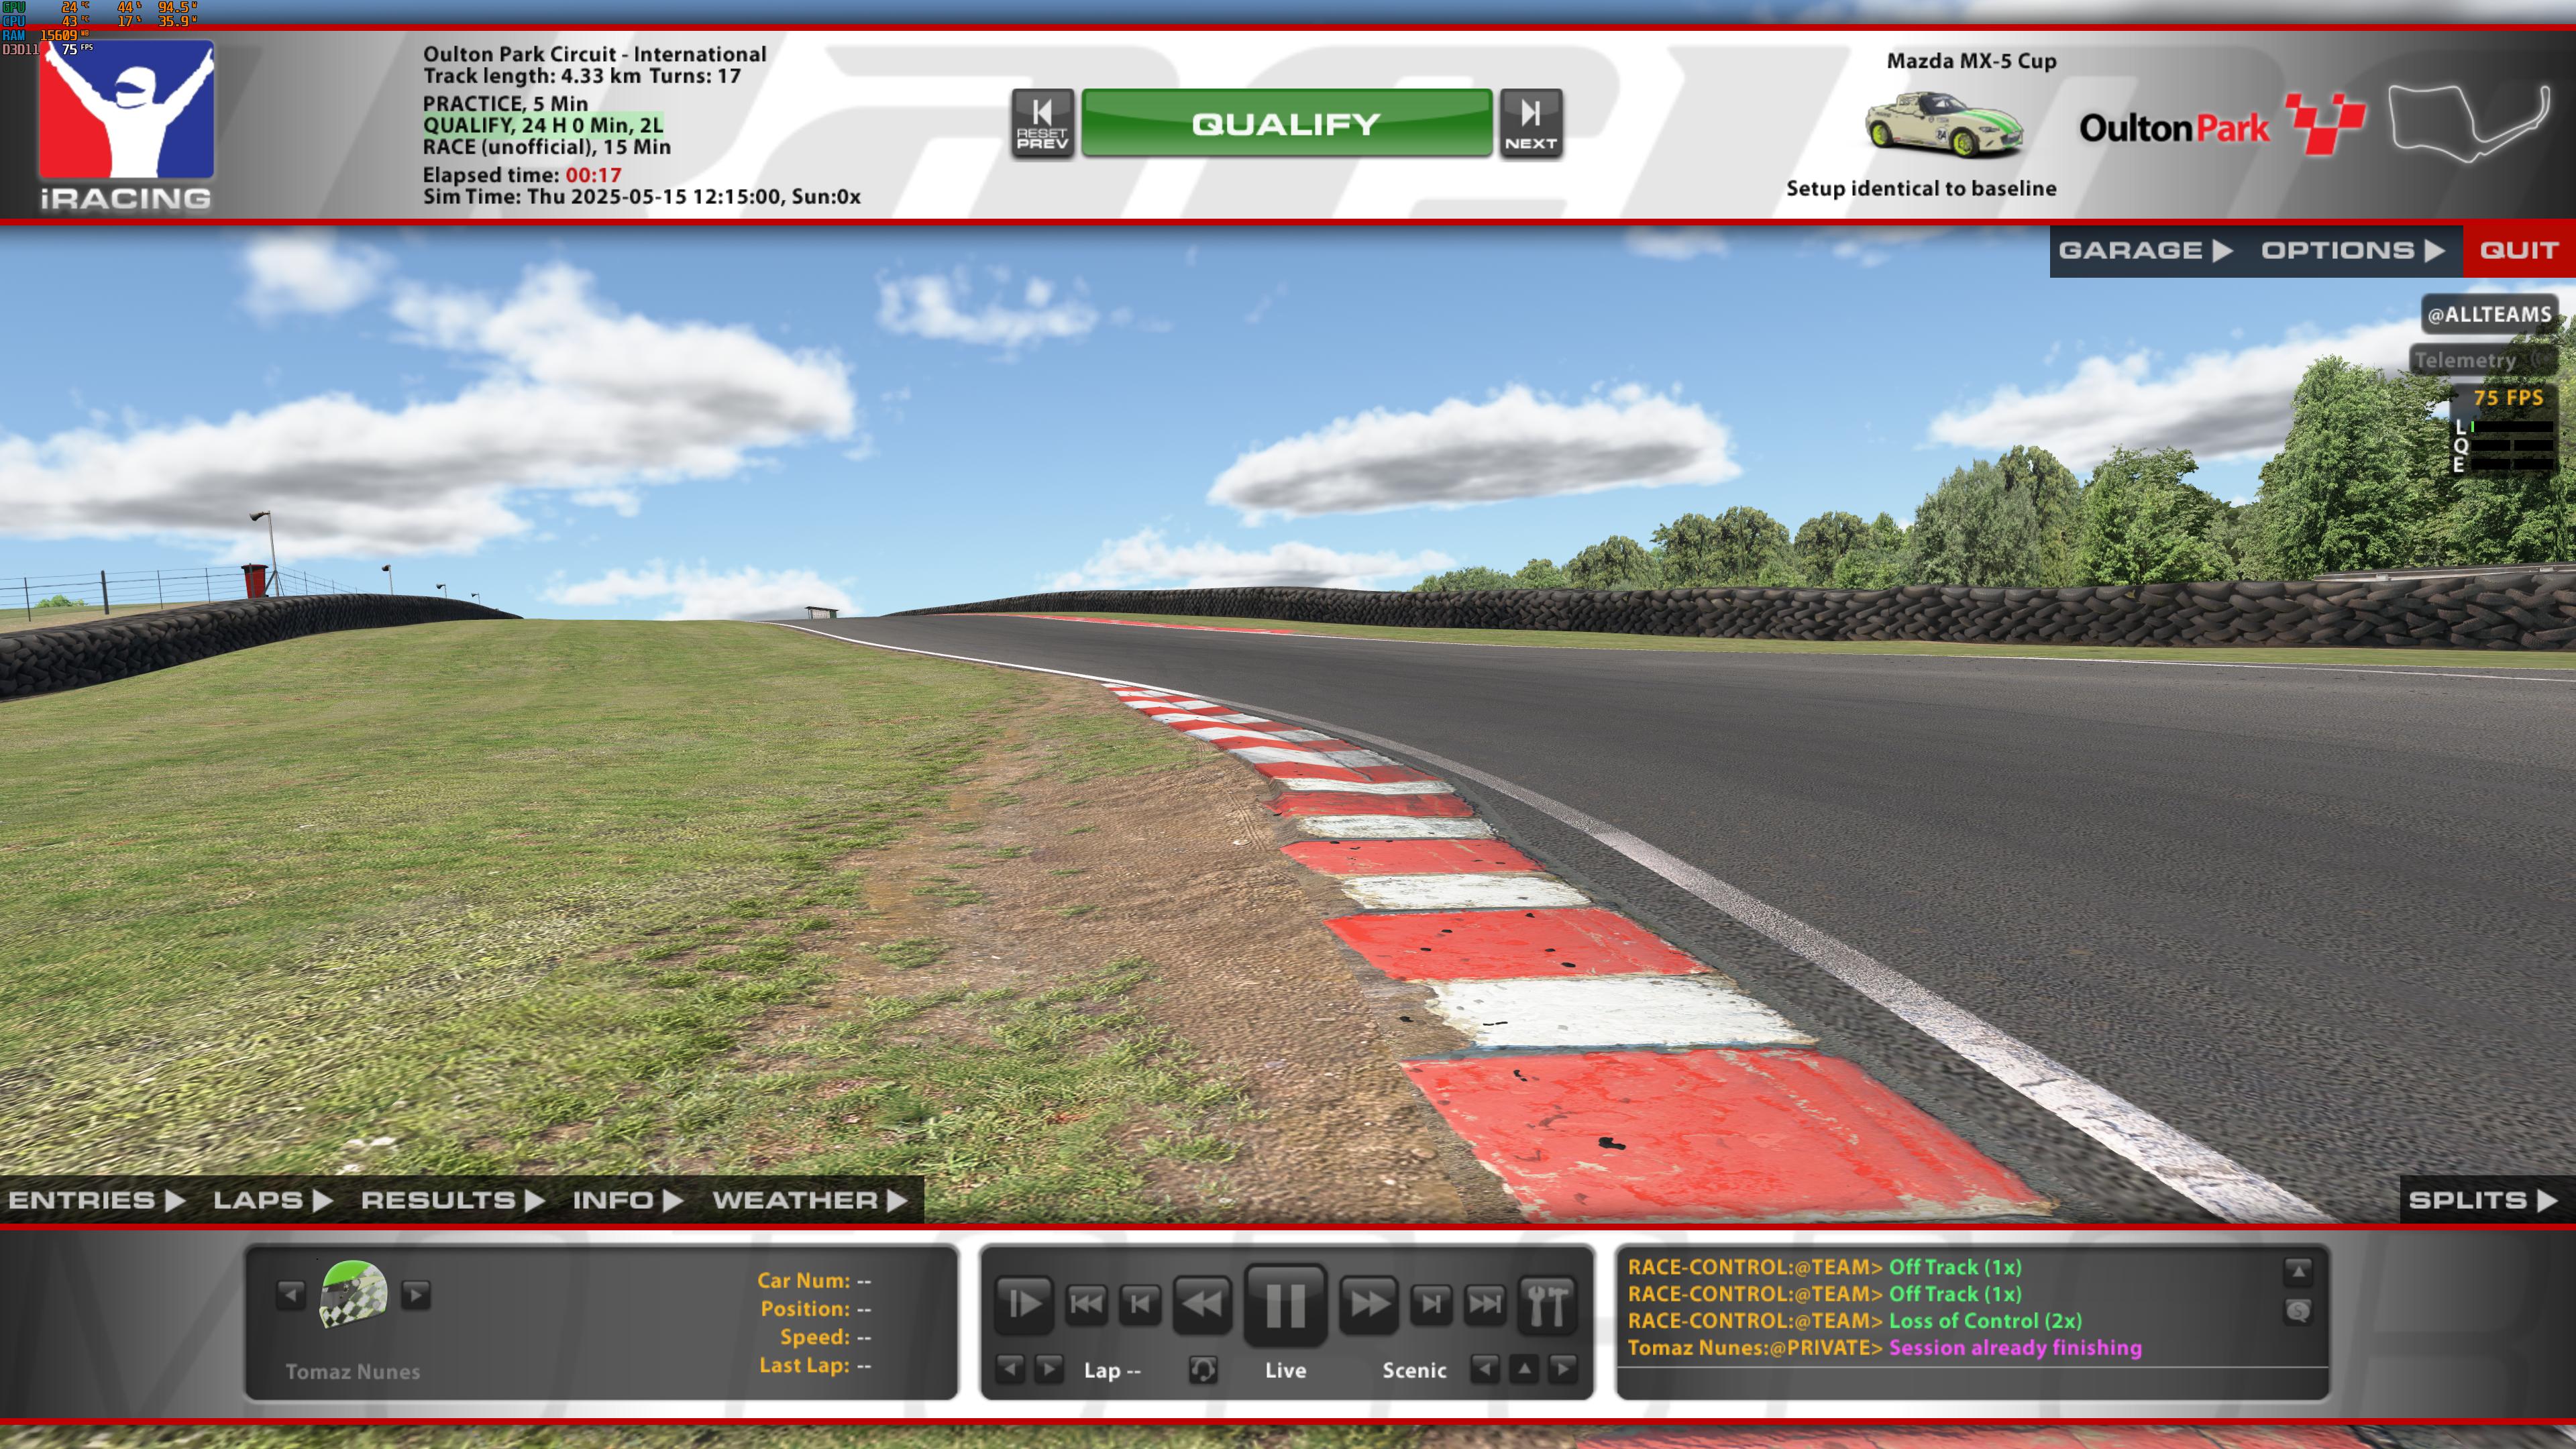 GPU 24 °C 44 % 94.5 W
CPU 43 °C 17 % 35.9 W
RAM 15609 MB
D3D11 75 FPS
iRACING
Oulton Park Circuit - International
Track length: 4.33 km Turns: 17
PRACTICE, 5 Min
QUALIFY, 24 H 0 Min, 2L
RACE (unofficial), 15 Min
Elapsed time: 00:17
Sim Time: Thu 2025-05-15 12:15:00, Sun:0x
RESET
PREV
QUALIFY
NEXT
Mazda MX-5 Cup
Setup identical to baseline
Oulton Park
GARAGE OPTIONS QUIT
@ALLTEAMS
Telemetry
75 FPS
L
Q
E
ENTRIES LAPS RESULTS INFO WEATHER
SPLITS
Tomaz Nunes
Car Num: --
Position: --
Speed: --
Last Lap: --
Lap -- Live Scenic
RACE-CONTROL:@TEAM> Off Track (1x)
RACE-CONTROL:@TEAM> Off Track (1x)
RACE-CONTROL:@TEAM> Loss of Control (2x)
Tomaz Nunes:@PRIVATE> Session already finishing
S